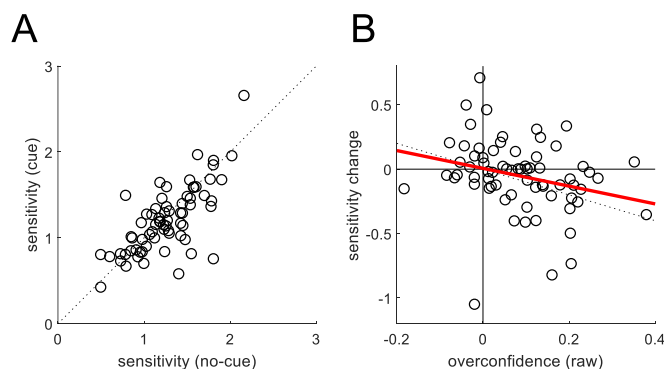 A
B
3
2
1
0
0
1
2
3
sensitivity (cue)
sensitivity (no-cue)
0.5
0
-0.5
-1
-0.2
0
0.2
0.4
sensitivity change
overconfidence (raw)